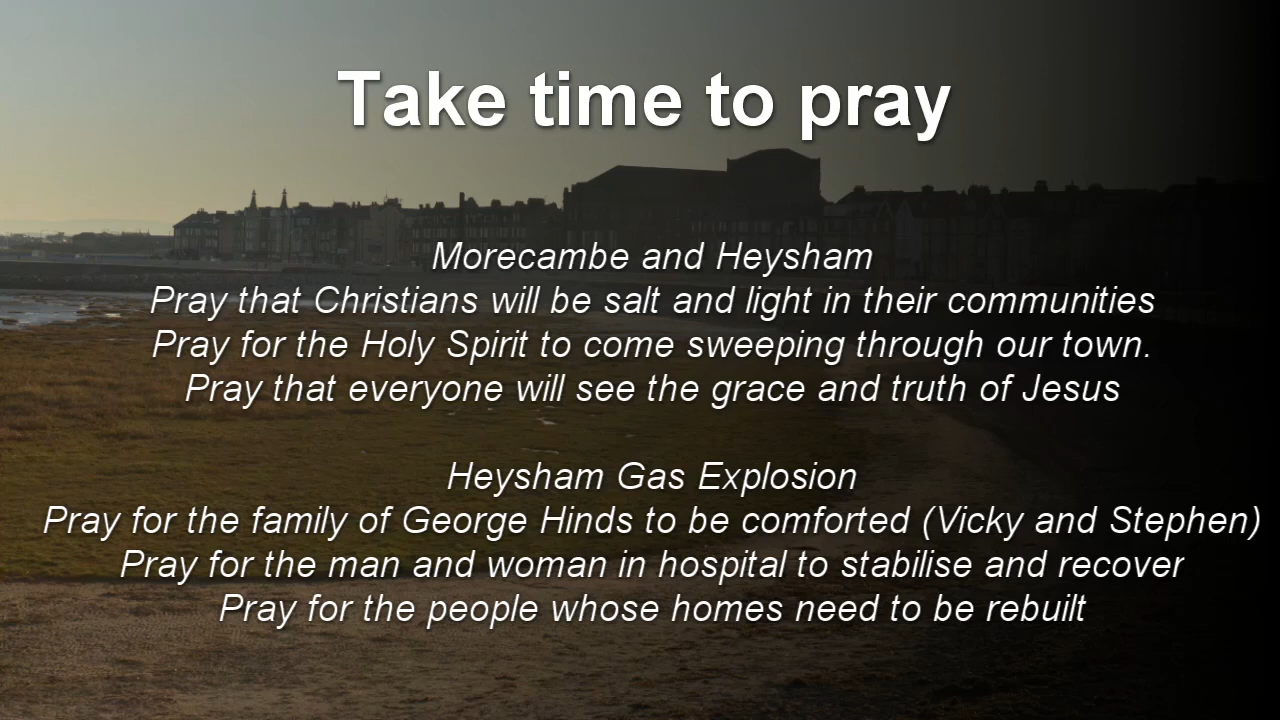 Take time to pray
Morecambe and Heysham
Pray that Christians will be salt and light in their communities
Pray for the Holy Spirit to come sweeping through our town.
Pray that everyone will see the grace and truth of Jesus
Heysham Gas Explosion
Pray for the family of George Hinds to be comforted (Vicky and Stephen)
Pray for the man and woman in hospital to stabilise and recover
Pray for the people whose homes need to be rebuilt